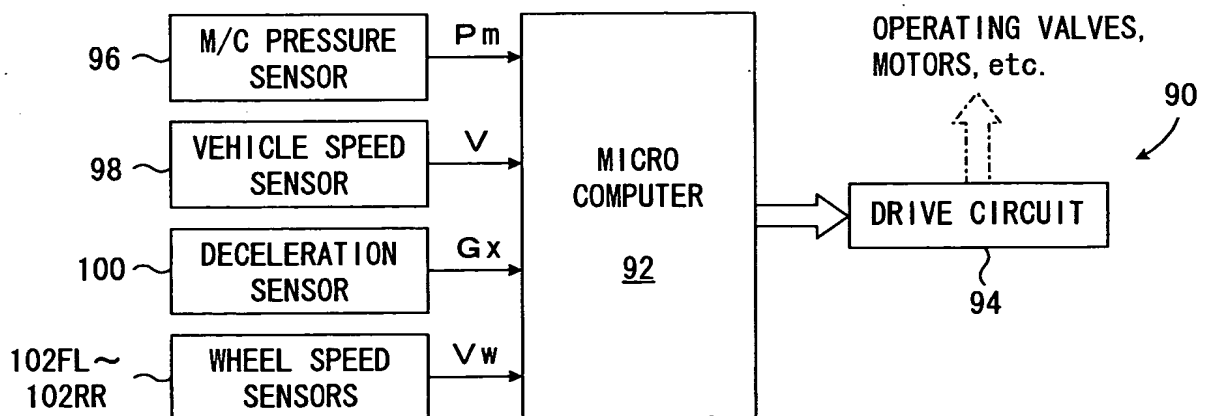 96
M/C PRESSURE
SENSOR
Pm
98
VEHICLE SPEED
SENSOR
V
100
DECELERATION
SENSOR
Gx
102FL~
102RR
WHEEL SPEED
SENSORS
Vw
MICRO
COMPUTER
92
OPERATING VALVES,
MOTORS, etc.
90
DRIVE CIRCUIT
94